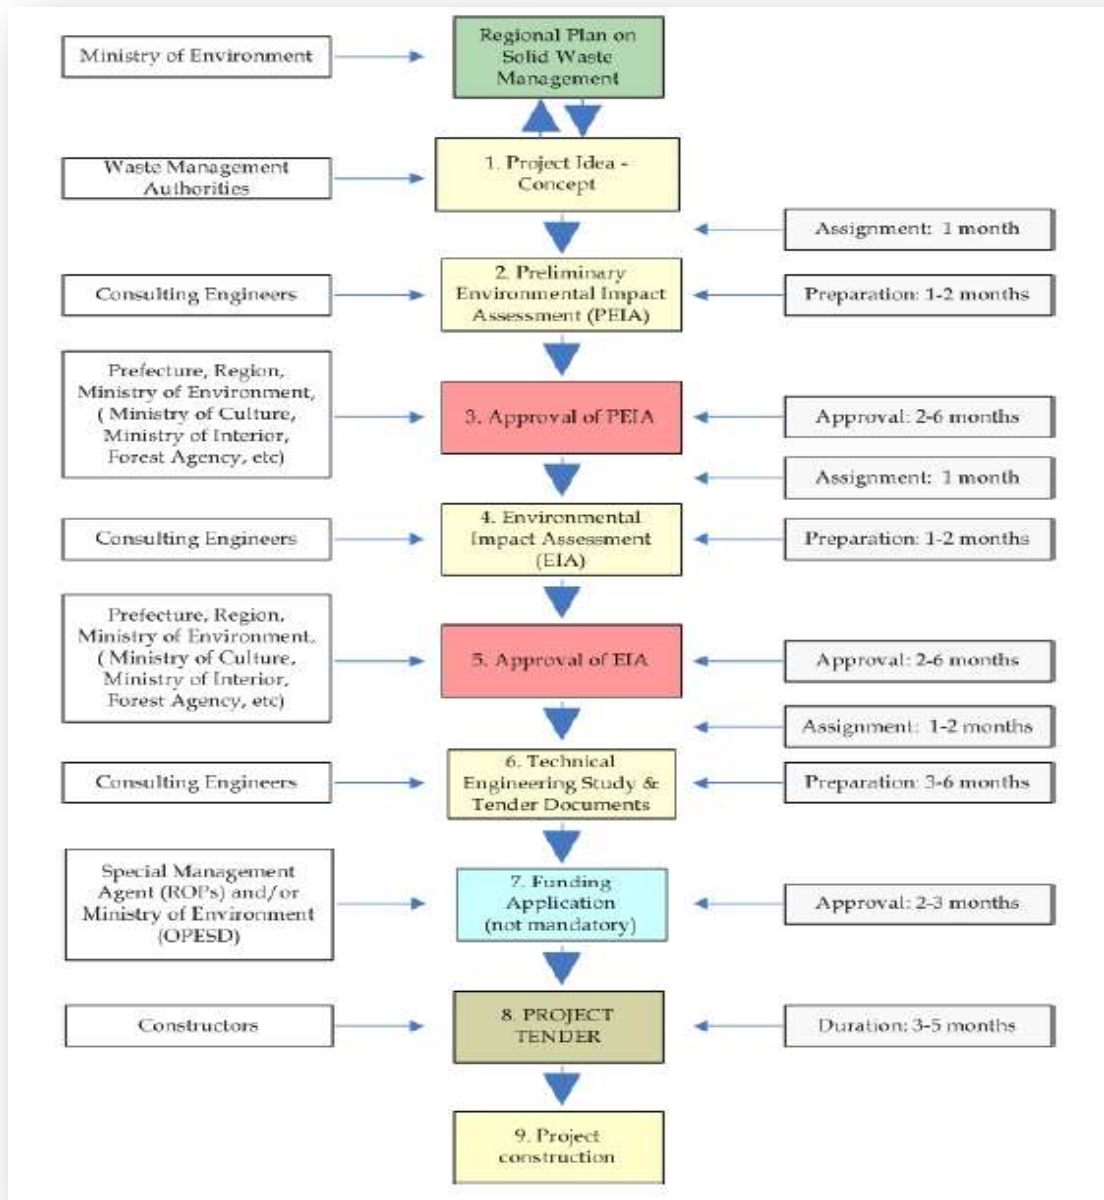 Ministry of Environment
Regional Plan on
Solid Waste
Management
Waste Management
Authorities
1. Project Idea -
Concept
Assignment: 1 month
Consulting Engineers
2. Preliminary
Environmental Impact
Assessment (PEIA)
Preparation: 1-2 months
Prefecture, Region,
Ministry of Environment,
( Ministry of Culture,
Ministry of Interior,
Forest Agency, etc)
3. Approval of PEIA
Approval: 2-6 months
Assignment: 1 month
Consulting Engineers
4. Environmental
Impact Assessment
(EIA)
Preparation: 1-2 months
Prefecture, Region,
Ministry of Environment,
( Ministry of Culture,
Ministry of Interior,
Forest Agency, etc)
5. Approval of EIA
Approval: 2-6 months
Assignment: 1-2 months
Consulting Engineers
6. Technical
Engineering Study &
Tender Documents
Preparation: 3-6 months
Special Management
Agent (ROPs) and/or
Ministry of Environment
(OPESD)
7. Funding
Application
(not mandatory)
Approval: 2-3 months
Constructors
8. PROJECT
TENDER
Duration: 3-5 months
9. Project
construction